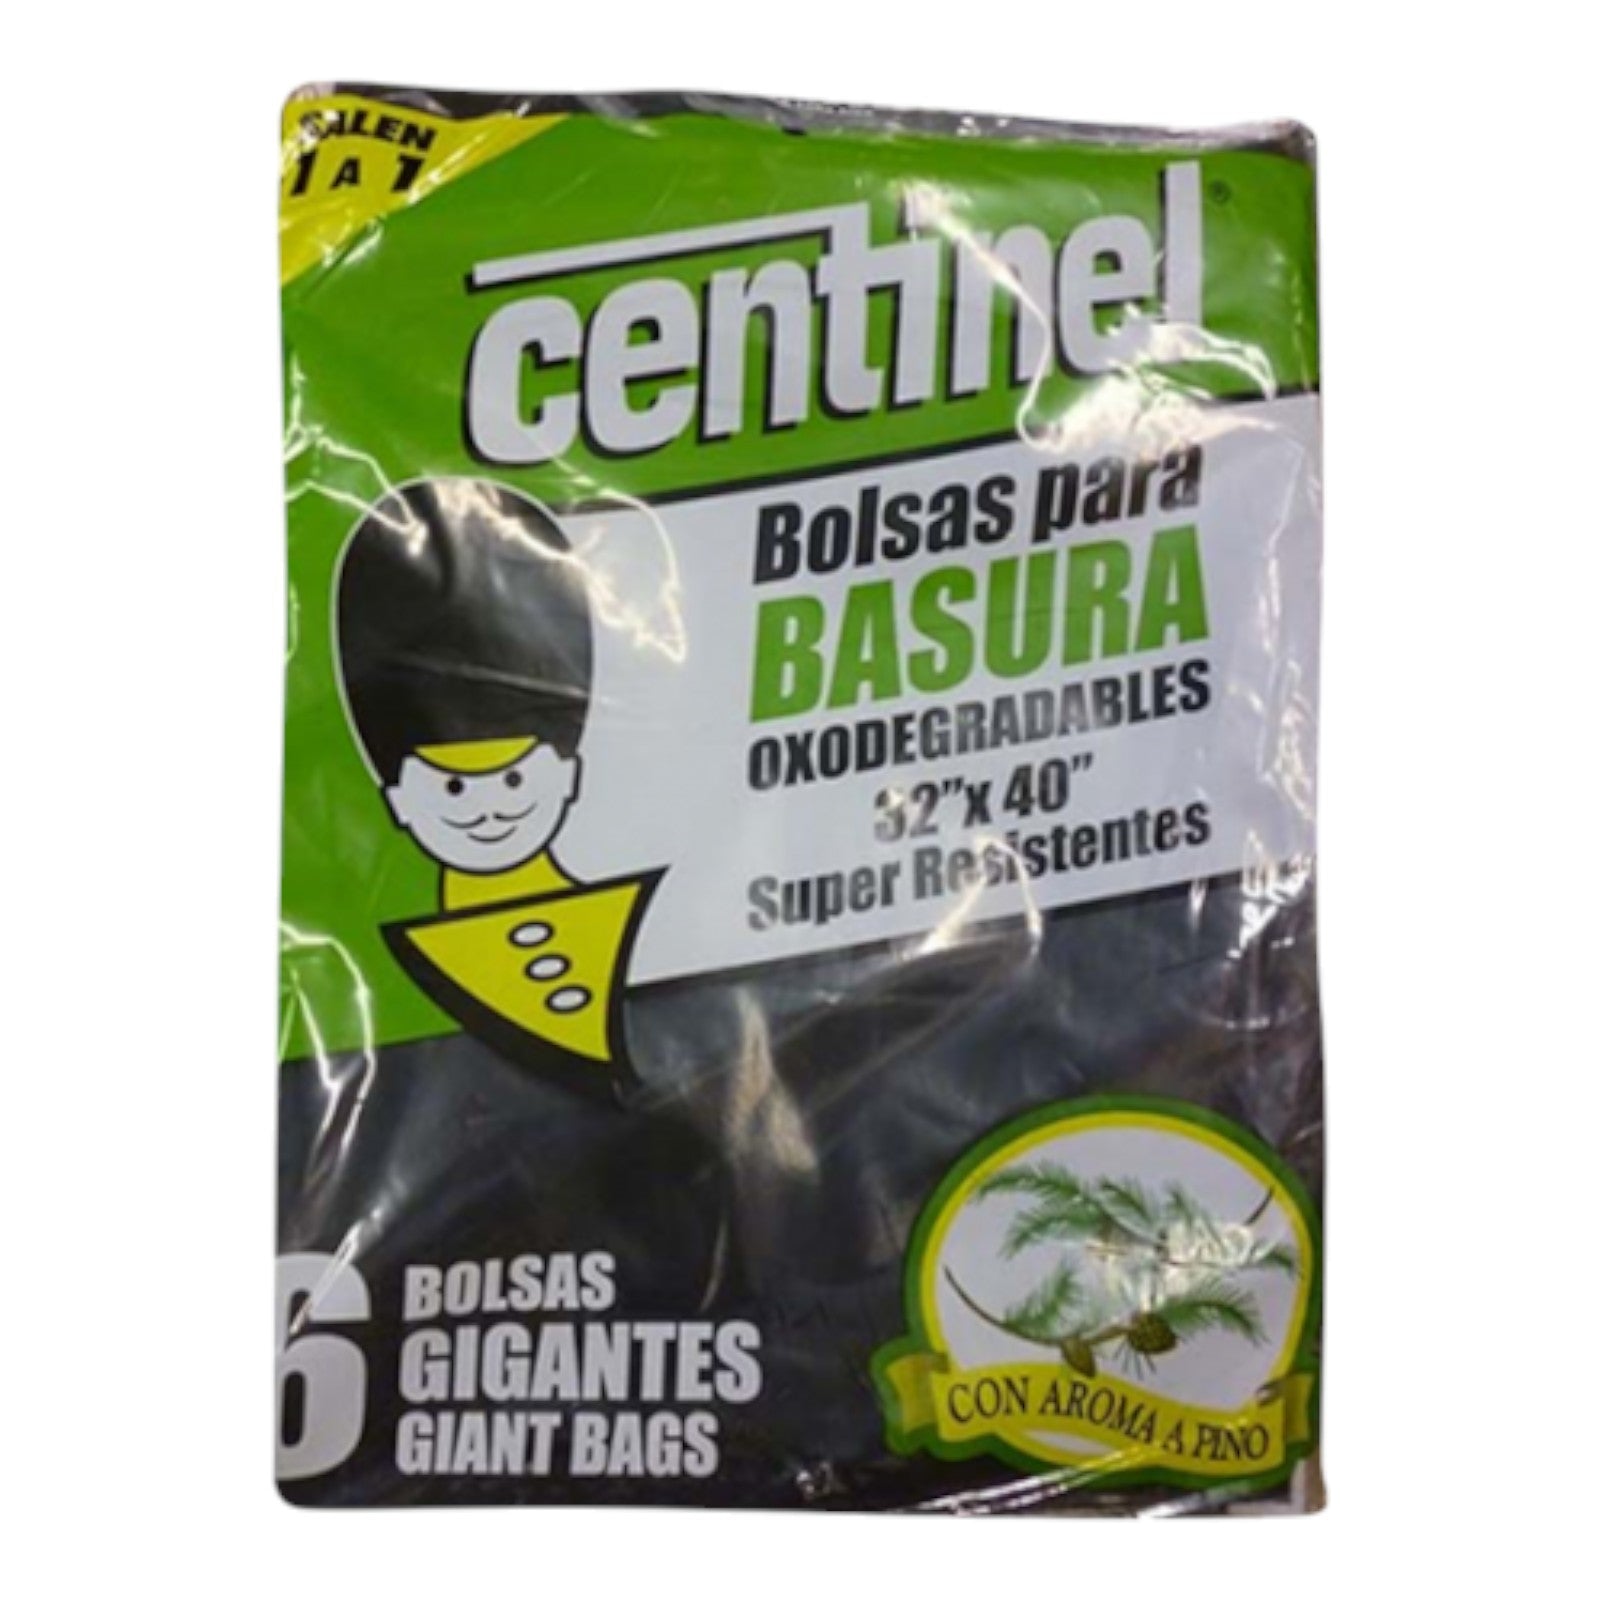 SALEN
1 A 1
centinel®
Bolsas para
BASURA
OXODEGRADABLES
32”x 40”
Super Resistentes
6 BOLSAS
GIGANTES
GIANT BAGS
CON AROMA A PINO